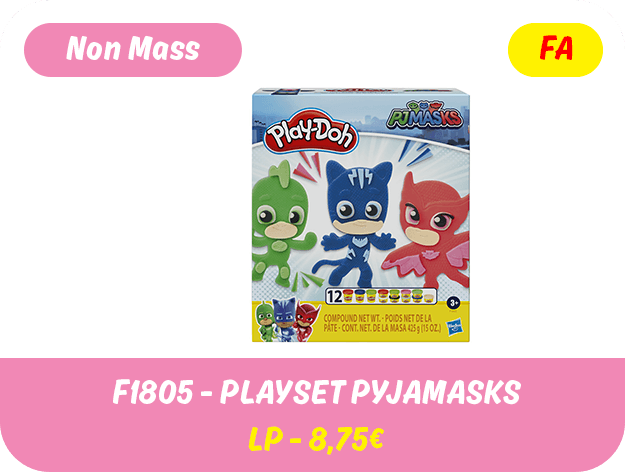 Non Mass
FA
Play-Doh
PJMASKS
12
3+
COMPOUND NET WT. · POIDS NET DE LA
PÂTE · CONT. NET. DE LA MASA 425 g (15 OZ.)
Hasbro
F1805 - PLAYSET PYJAMASKS
LP - 8,75€